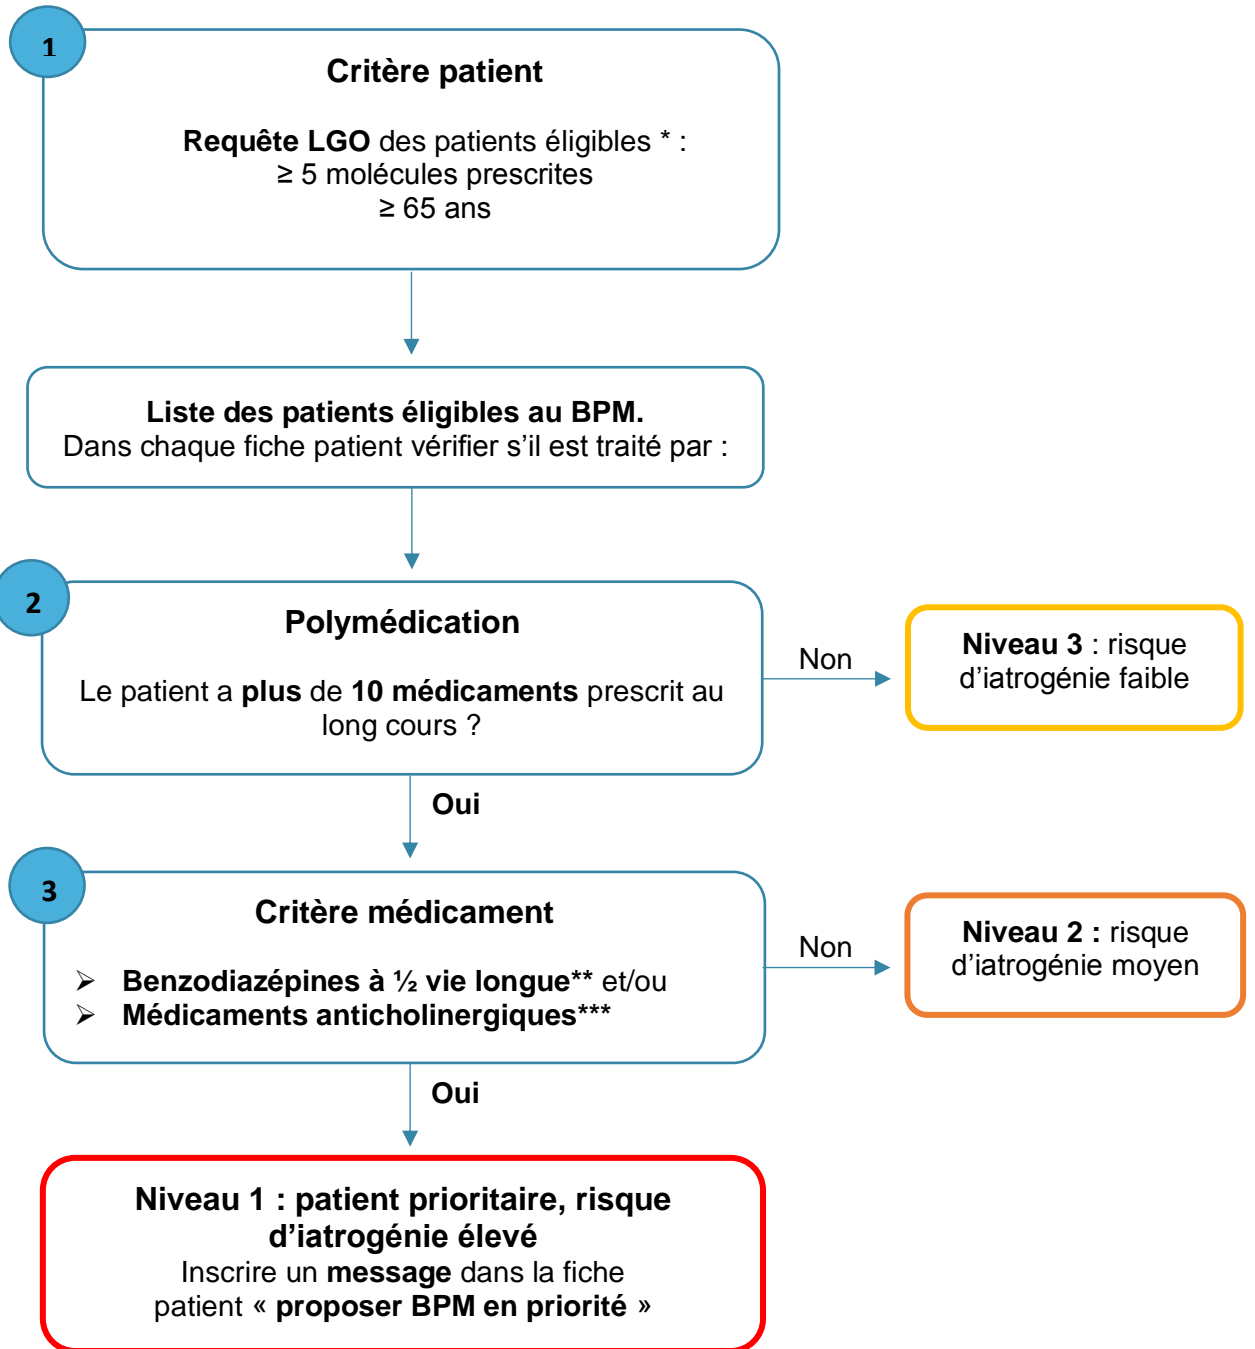 1
Critère patient
Requête LGO des patients éligibles * :
≥ 5 molécules prescrites
≥ 65 ans
Liste des patients éligibles au BPM.
Dans chaque fiche patient vérifier s’il est traité par :
2
Polymédication
Le patient a plus de 10 médicaments prescrit au
long cours ?
Non
Niveau 3 : risque
d’iatrogénie faible
Oui
3
Critère médicament
➢ Benzodiazépines à ½ vie longue** et/ou
➢ Médicaments anticholinergiques***
Non
Niveau 2 : risque
d’iatrogénie moyen
Oui
Niveau 1 : patient prioritaire, risque
d’iatrogénie élevé
Inscrire un message dans la fiche
patient « proposer BPM en priorité »